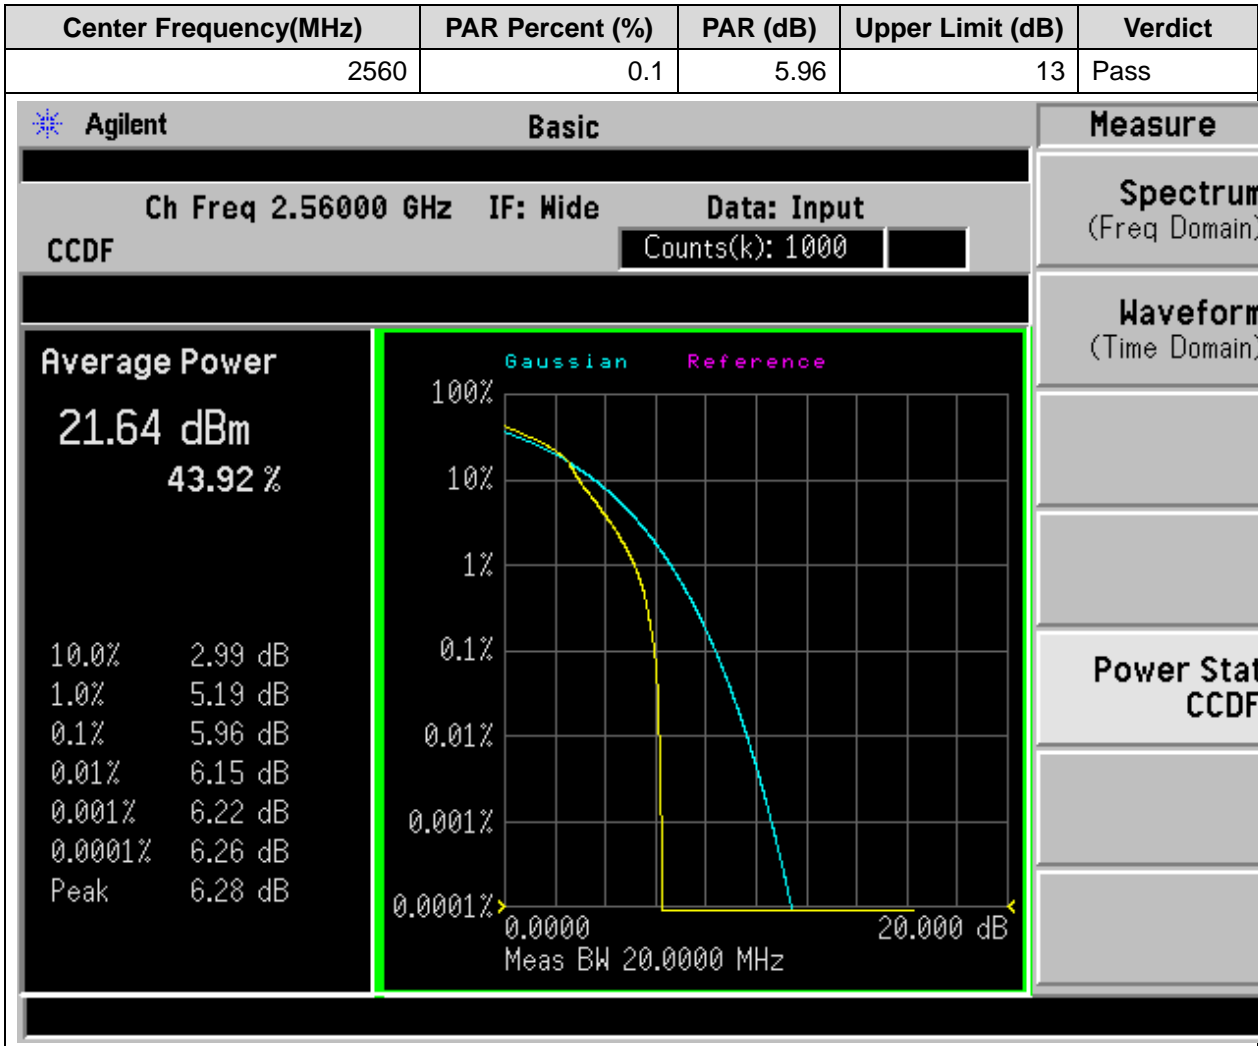 Center Frequency(MHz) PAR Percent (%) PAR (dB) Upper Limit (dB) Verdict
2560 0.1 5.96 13 Pass
Agilent Basic Measure
Ch Freq 2.56000 GHz IF: Wide Data: Input
CCDF Counts(k): 1000
Spectrum
(Freq Domain)
Waveform
(Time Domain)
Power Stat
CCDF
Average Power
21.64 dBm
43.92 %
10.0% 2.99 dB
1.0% 5.19 dB
0.1% 5.96 dB
0.01% 6.15 dB
0.001% 6.22 dB
0.0001% 6.26 dB
Peak 6.28 dB
Gaussian Reference
100%
10%
1%
0.1%
0.01%
0.001%
0.0001%
0.0000 20.000 dB
Meas BW 20.0000 MHz